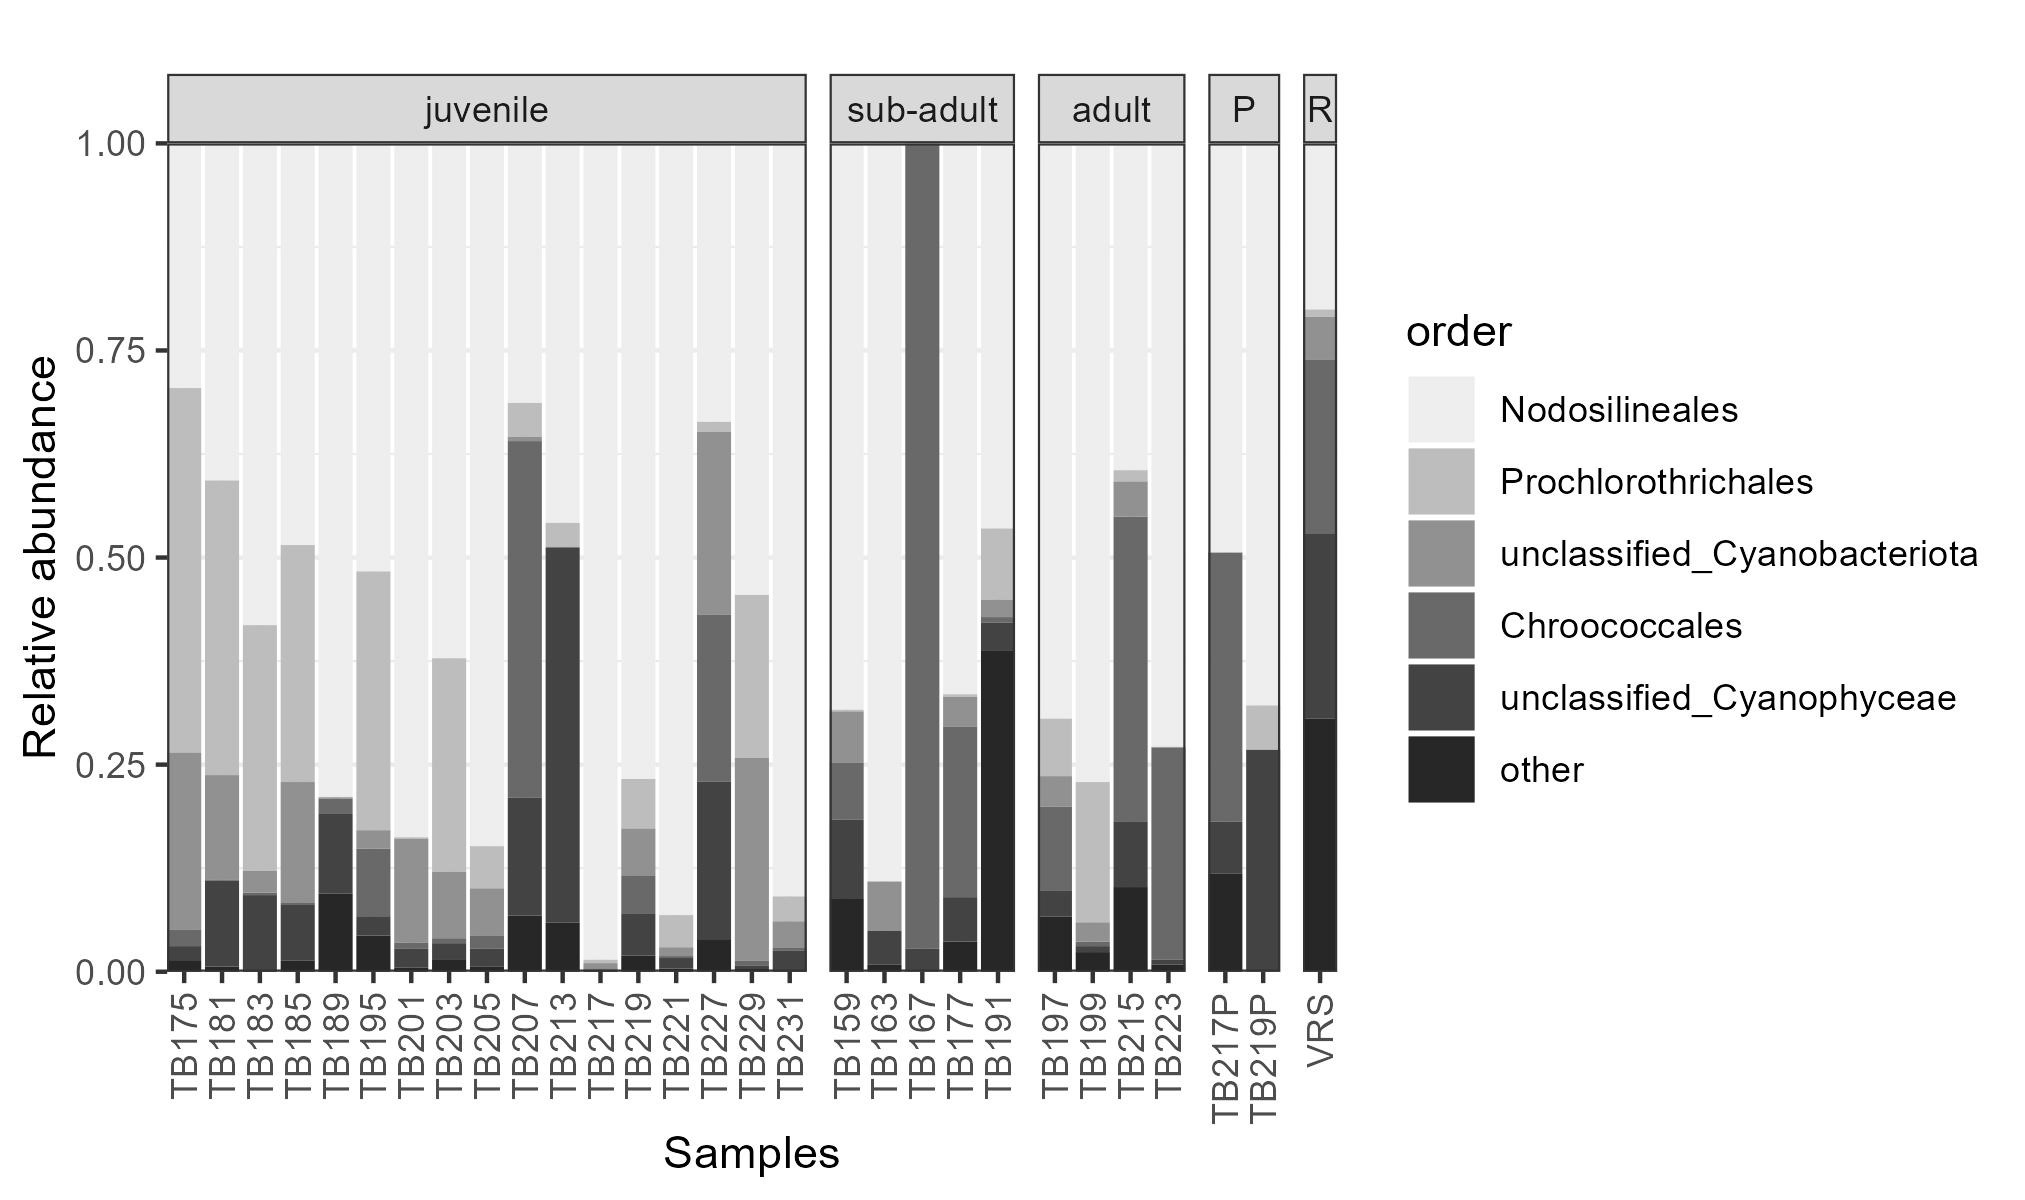 juvenile
sub-adult
adult
P
R
1.00
0.75
0.50
0.25
0.00
Relative abundance
TB175
TB181
TB183
TB185
TB189
TB195
TB201
TB203
TB205
TB207
TB213
TB217
TB219
TB221
TB227
TB229
TB231
TB159
TB163
TB167
TB177
TB191
TB197
TB199
TB215
TB223
TB217P
TB219P
VRS
Samples
order
Nodosilineales
Prochlorothrichales
unclassified_Cyanobacteriota
Chroococcales
unclassified_Cyanophyceae
other